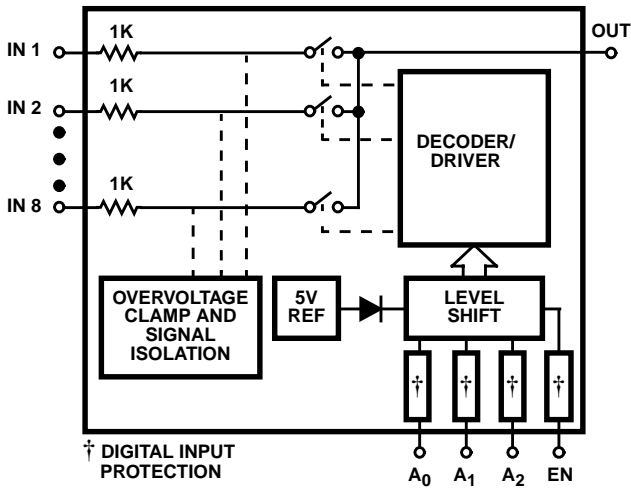 OUT
IN 1
1K
IN 2
1K
DECODER/
DRIVER
1K
IN 8
OVERVOLTAGE
CLAMP AND
SIGNAL
ISOLATION
5V
REF
LEVEL
SHIFT
† † † †
† DIGITAL INPUT
PROTECTION
A0 A1 A2 EN